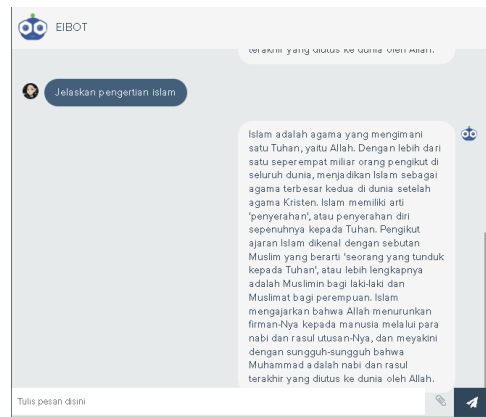 EIBOT
terakhir yang diutus ke dunia oleh Allah.
Jelaskan pengertian islam
Islam adalah agama yang mengimani
satu Tuhan, yaitu Allah. Dengan lebih dari
satu seperempat miliar orang pengikut di
seluruh dunia, menjadikan Islam sebagai
agama terbesar kedua di dunia setelah
agama Kristen. Islam memiliki arti
'penyerahan', atau penyerahan diri
sepenuhnya kepada Tuhan. Pengikut
ajaran Islam dikenal dengan sebutan
Muslim yang berarti 'seorang yang tunduk
kepada Tuhan', atau lebih lengkapnya
adalah Muslimin bagi laki-laki dan
Muslimat bagi perempuan. Islam
mengajarkan bahwa Allah menurunkan
firman-Nya kepada manusia melalui para
nabi dan rasul utusan-Nya, dan meyakini
dengan sungguh-sungguh bahwa
Muhammad adalah nabi dan rasul
terakhir yang diutus ke dunia oleh Allah.
Tulis pesan disini